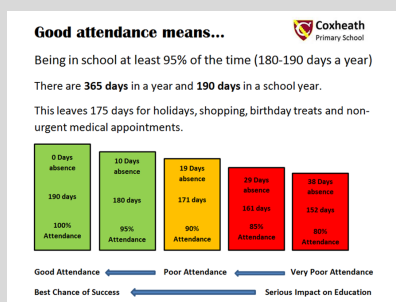 Good attendance means...
Coxheath
Primary School
Being in school at least 95% of the time (180-190 days a year)
There are 365 days in a year and 190 days in a school year.
This leaves 175 days for holidays, shopping, birthday treats and non-
urgent medical appointments.
0 Days
absence
190 days
100%
Attendance
10 Days
absence
180 days
95%
Attendance
19 Days
absence
171 days
90%
Attendance
29 Days
absence
161 days
85%
Attendance
38 Days
absence
152 days
80%
Attendance
Good Attendance
Poor Attendance
Very Poor Attendance
Best Chance of Success
Serious Impact on Education